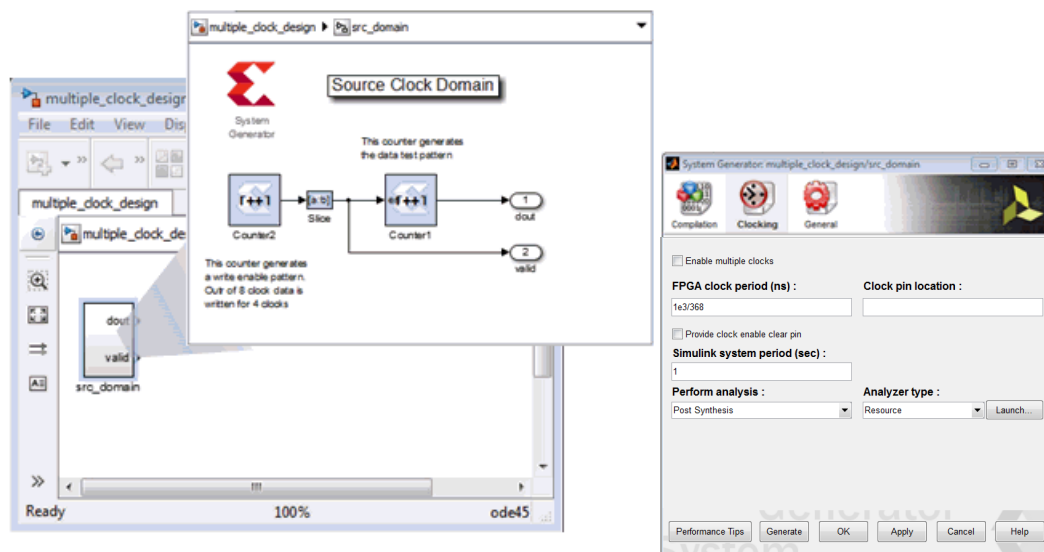 multiple_clock_design
src_domain
System
Generator
Source Clock Domain
This counter generates
the data test pattern
Counter2
[a:b]
Slice
Counter1
1
dout
2
valid
This counter generates
a write enable pattern.
Outr of 8 clock data is
written for 4 clocks
multiple_clock_design
File Edit View
multiple_clock_design
multiple_clock_de
dout
valid
src_domain
Ready 100% ode45
System Generator: multiple_clock_design/src_domain
Compilation Clocking General
Enable multiple clocks
FPGA clock period (ns) : Clock pin location :
1e3/368
Provide clock enable clear pin
Simulink system period (sec) :
1
Perform analysis : Analyzer type :
Post Synthesis Resource Launch...
Performance Tips Generate OK Apply Cancel Help